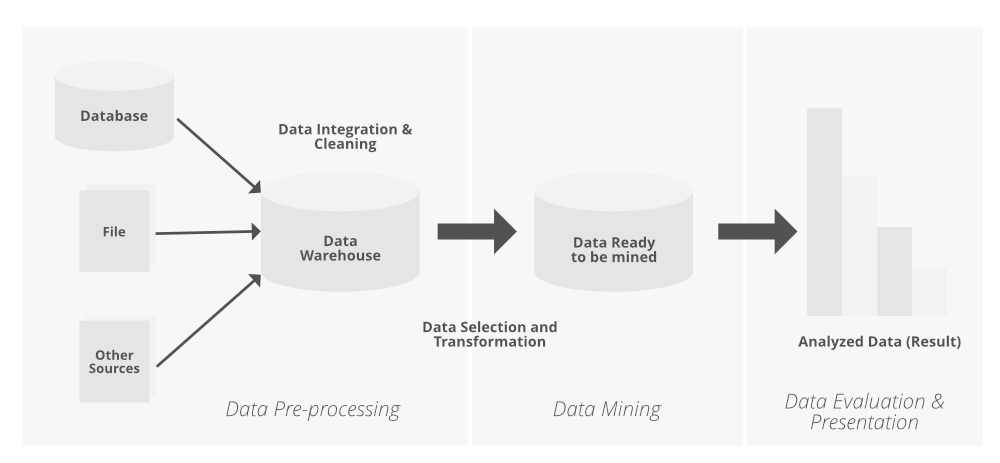 Database
Data Integration &
Cleaning
File
Data
Warehouse
Data Ready
to be mined
Other
Sources
Data Selection and
Transformation
Analyzed Data (Result)
Data Pre-processing
Data Mining
Data Evaluation &
Presentation